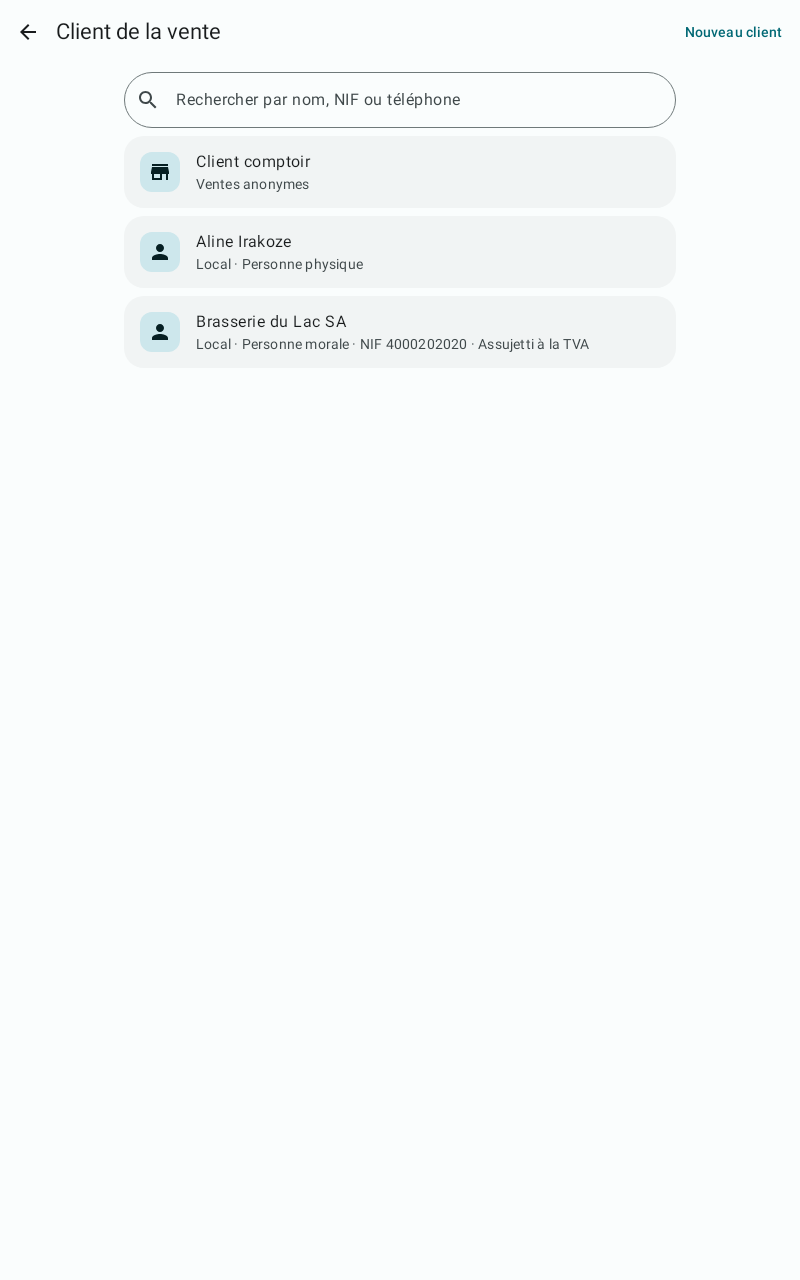 Client de la vente
Nouveau client
Rechercher par nom, NIF ou téléphone
Client comptoir
Ventes anonymes
Aline Irakoze
Local · Personne physique
Brasserie du Lac SA
Local · Personne morale · NIF 4000202020 · Assujetti à la TVA